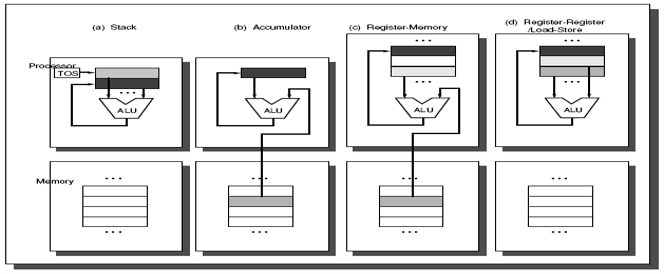 (a) Stack
(b) Accumulator
(c) Register-Memory
(d) Register-Register
/Load-Store
Processor
TOS
...
ALU
ALU
...
ALU
...
ALU
Memory
...
...
...
...
...
...
...
...